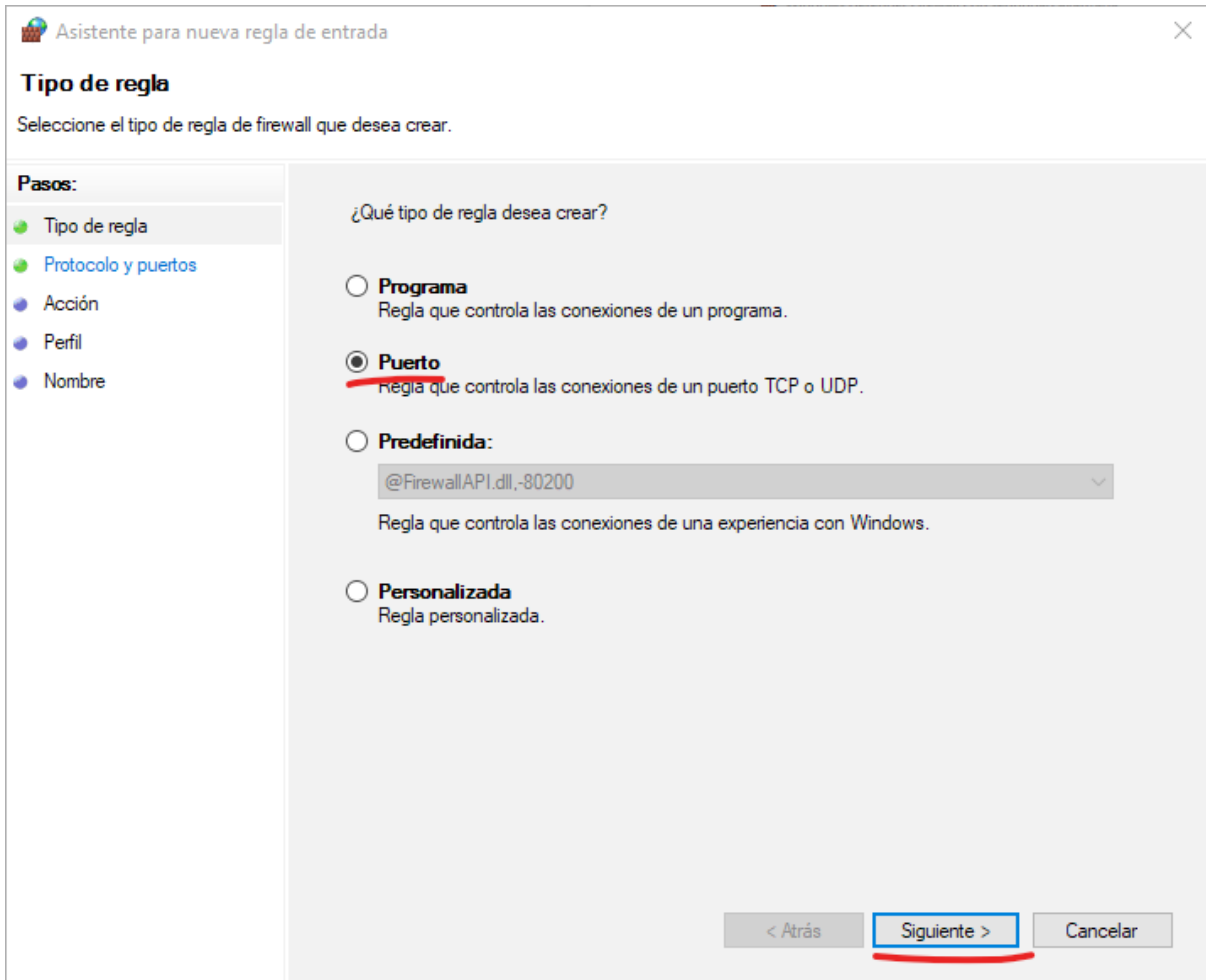 Asistente para nueva regla de entrada
Tipo de regla
Seleccione el tipo de regla de firewall que desea crear.
Pasos:
Tipo de regla
Protocolo y puertos
Acción
Perfil
Nombre
¿Qué tipo de regla desea crear?
Programa
Regla que controla las conexiones de un programa.
Puerto
Regla que controla las conexiones de un puerto TCP o UDP.
Predefinida:
@FirewallAPI.dll,-80200
Regla que controla las conexiones de una experiencia con Windows.
Personalizada
Regla personalizada.
< Atrás
Siguiente >
Cancelar